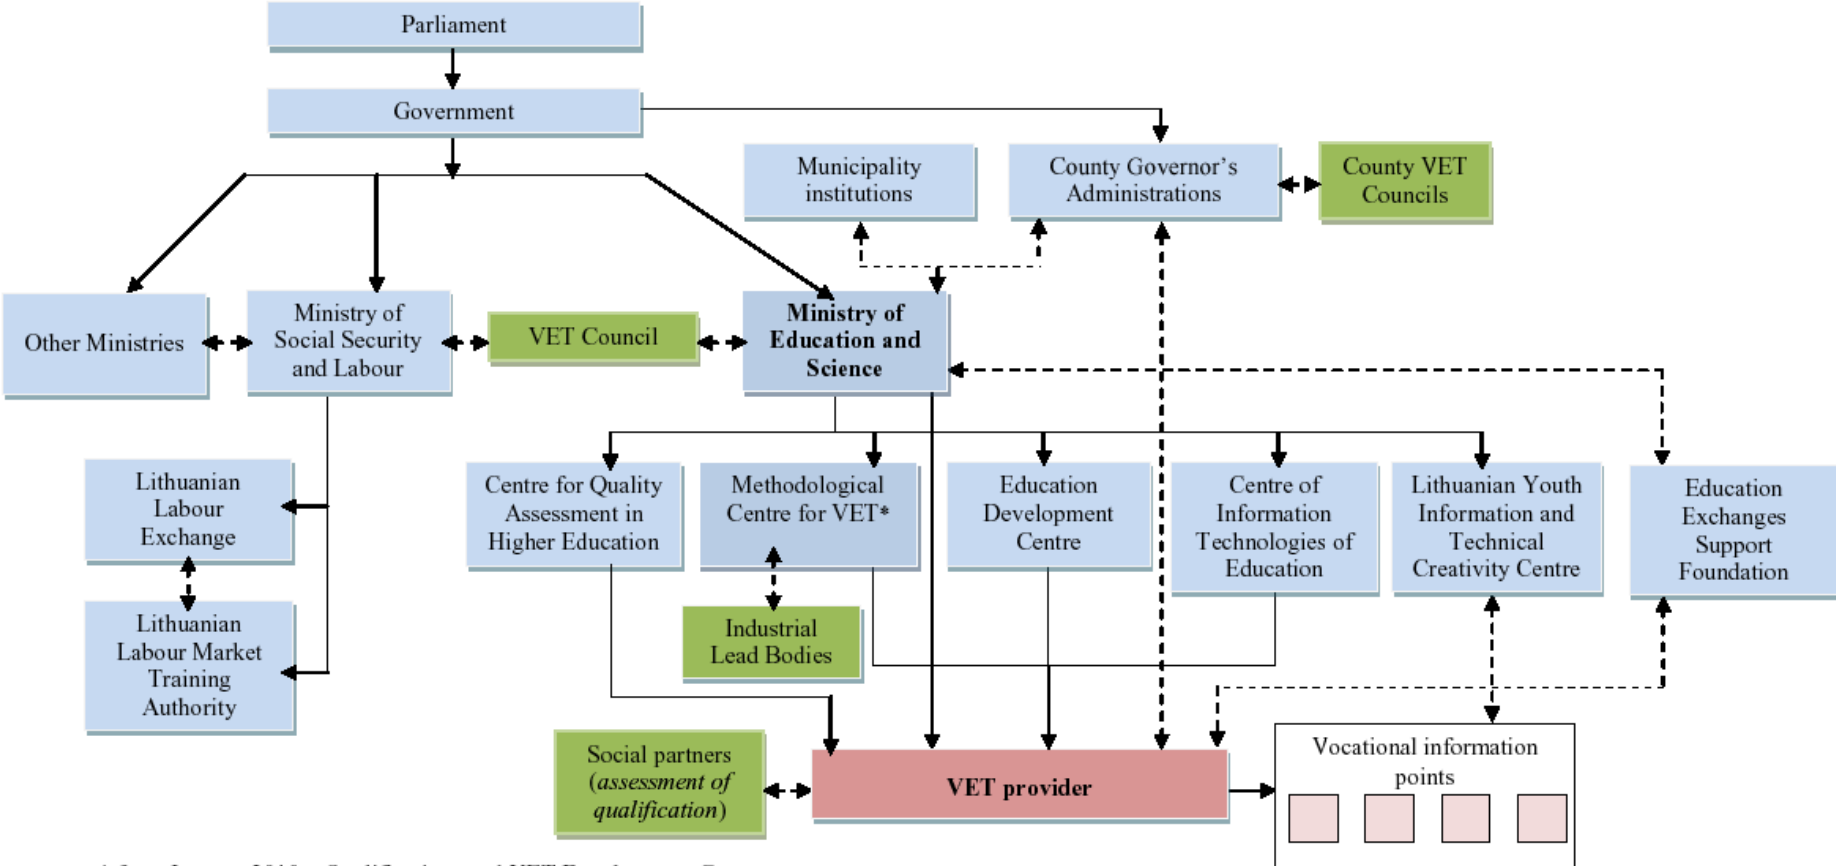 Parliament
Government
Municipality
institutions
County Governor's
Administrations
County VET
Councils
Other Ministries
Ministry of
Social Security
and Labour
VET Council
Ministry of
Education and
Science
Lithuanian
Labour
Exchange
Centre for Quality
Assessment in
Higher Education
Methodological
Centre for VET*
Education
Development
Centre
Centre of
Information
Technologies of
Education
Lithuanian Youth
Information and
Technical
Creativity Centre
Education
Exchanges
Support
Foundation
Lithuanian
Labour Market
Training
Authority
Industrial
Lead Bodies
Social partners
(assessment of
qualification)
VET provider
Vocational information
points